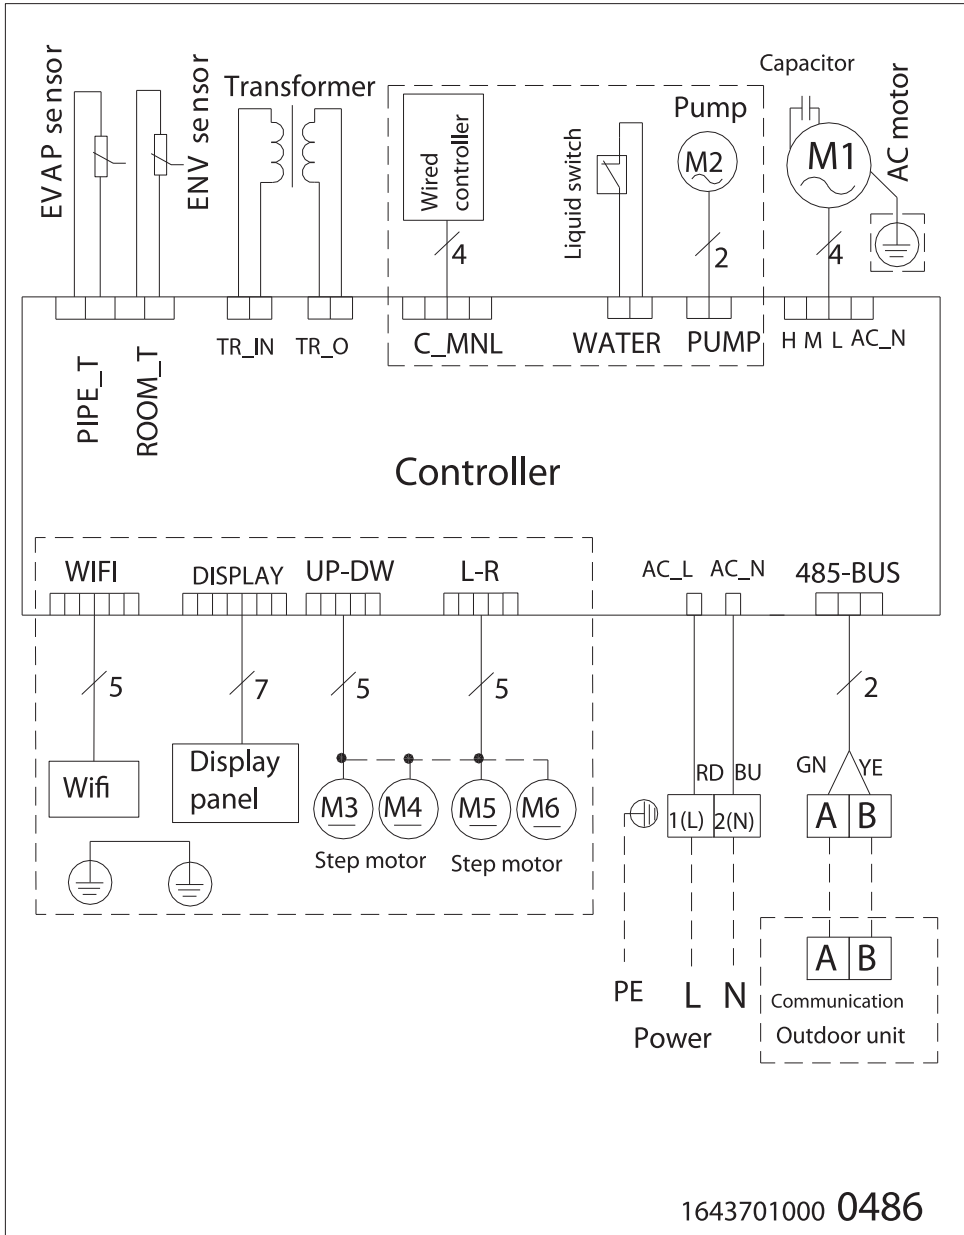 EVAP sensor
ENV sensor
Transformer
Wired
controller
4
Liquid switch
Pump
M2
2
Capacitor
M1
AC motor
4
PIPE_T
ROOM_T
TR_IN
TR_O
C_MNL
WATER
PUMP
H M L AC_N
Controller
WIFI
DISPLAY
UP-DW
L-R
AC_L
AC_N
485-BUS
5
7
5
5
2
Wifi
Display
panel
M3
M4
M5
M6
Step motor
Step motor
RD
BU
GN
YE
1(L)
2(N)
A
B
A
B
PE
L
N
Power
Communication
Outdoor unit
1643701000 0486